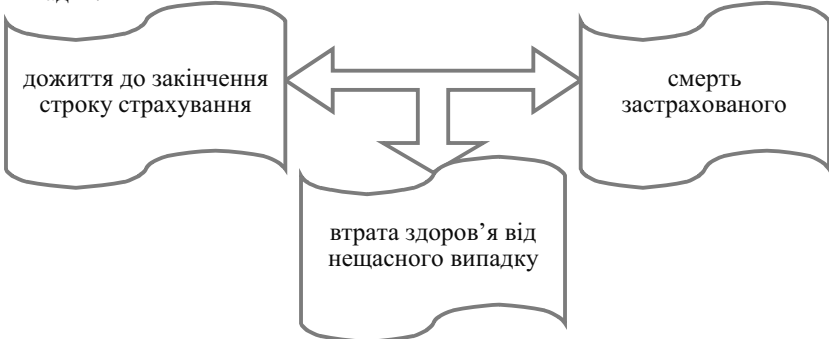 дожиття до закінчення
строку страхування
смерть
застрахованого
втрата здоров’я від
нещасного випадку